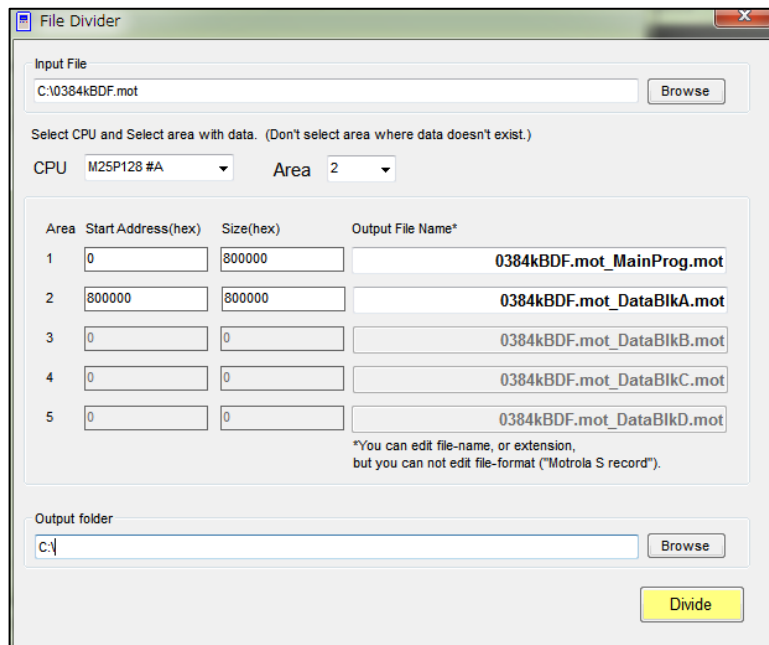 File Divider
Input File
C:\0384kBDF.mot
Browse
Select CPU and Select area with data. (Don't select area where data doesn't exist.)
CPU M25P128 #A Area 2
Area Start Address(hex) Size(hex) Output File Name*
1 0 800000 0384kBDF.mot_MainProg.mot
2 800000 800000 0384kBDF.mot_DataBlkA.mot
3 0 0 0384kBDF.mot_DataBlkB.mot
4 0 0 0384kBDF.mot_DataBlkC.mot
5 0 0 0384kBDF.mot_DataBlkD.mot
*You can edit file-name, or extension,
but you can not edit file-format ("Motrola S record").
Output folder
C:\
Browse
Divide